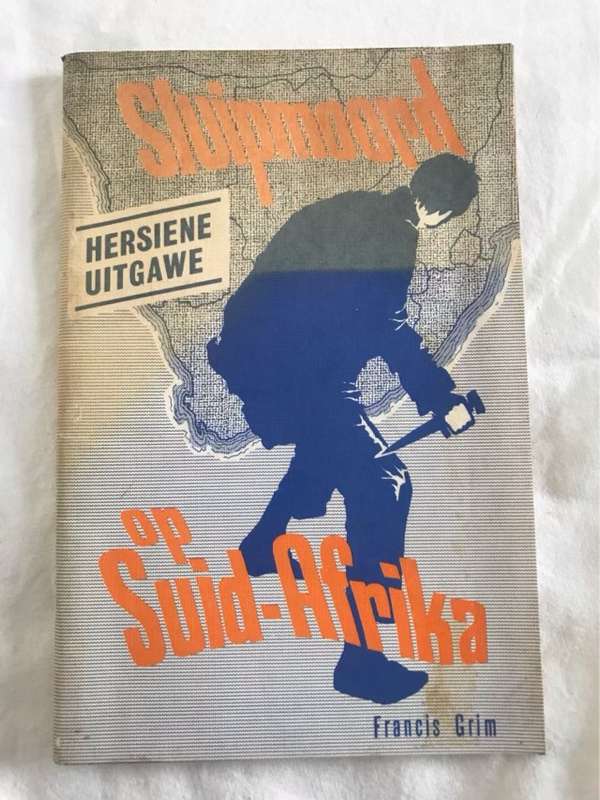 Sluipmoord
HERSIENE
UITGAWE
op
Suid-Afrika
Francis Grim